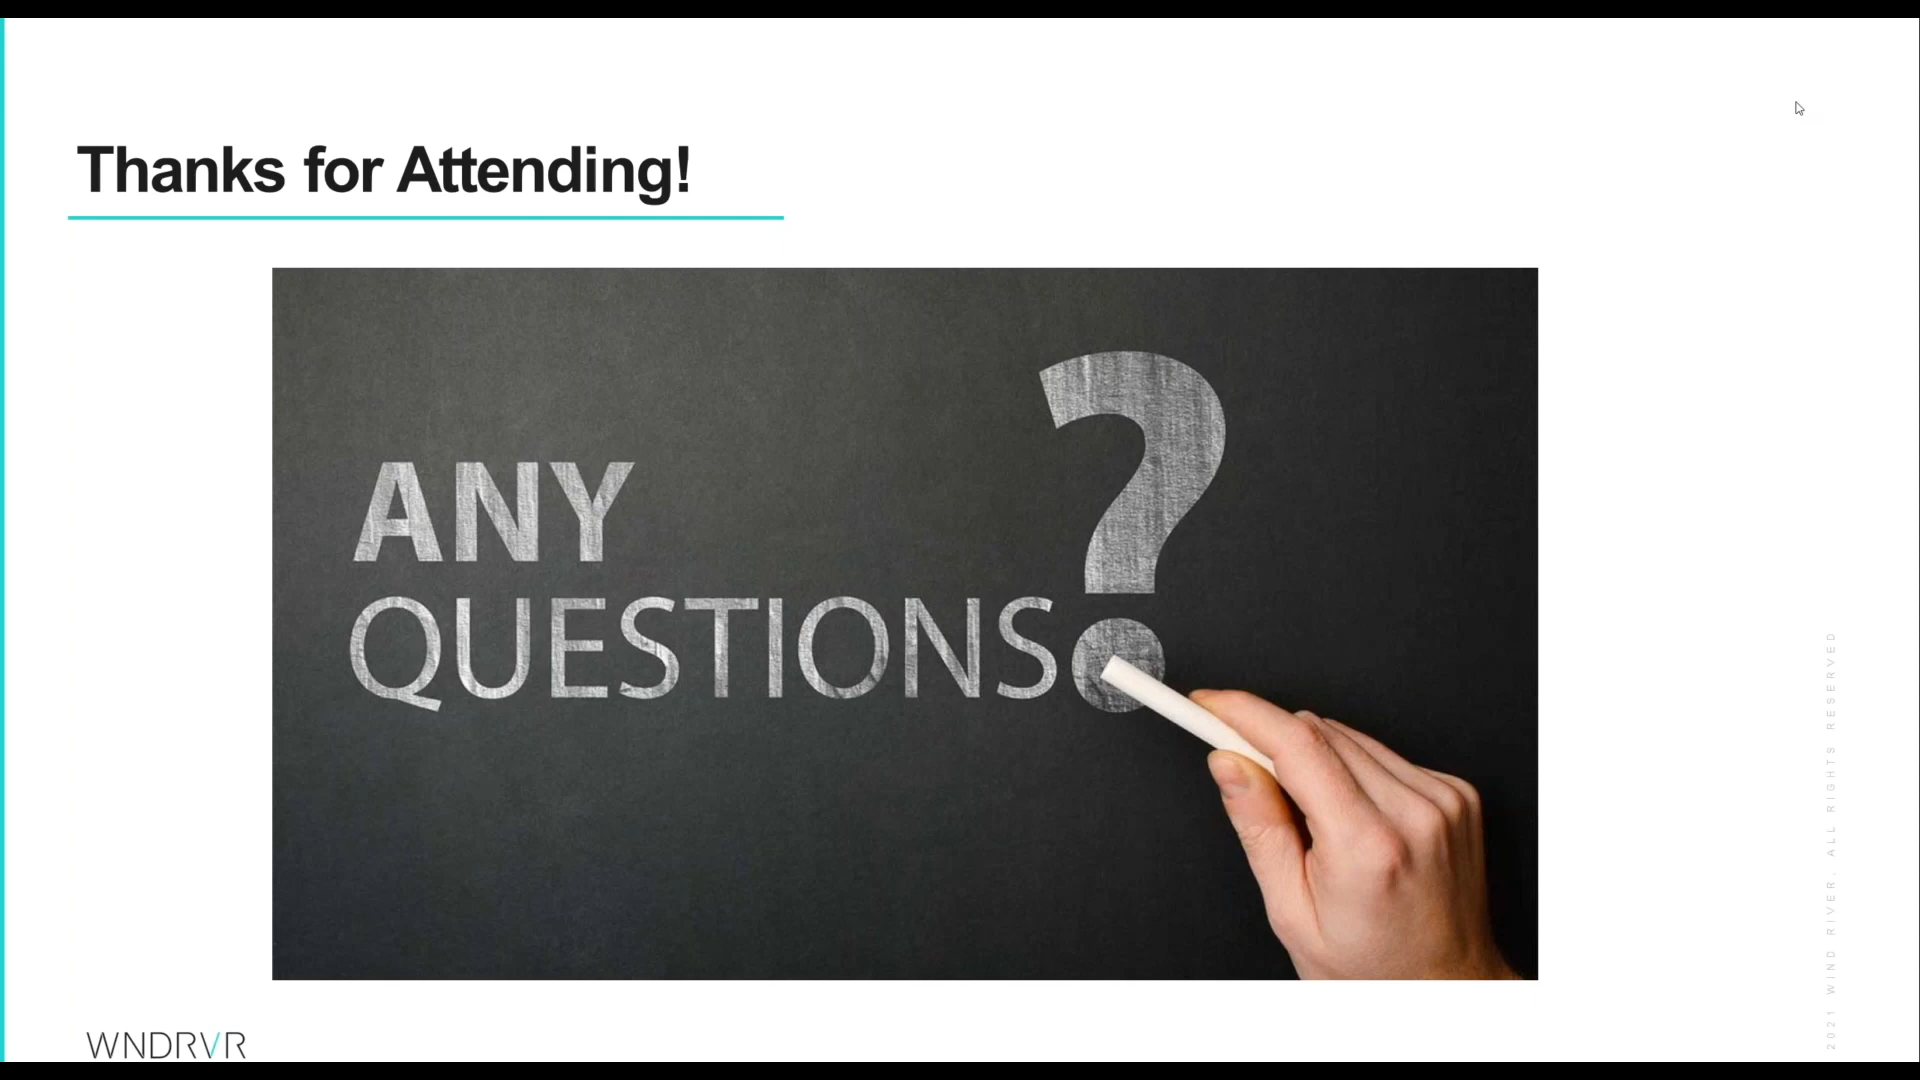 Thanks for Attending!
ANY
QUESTIONS?
WNDRVR
2021 WIND RIVER. ALL RIGHTS RESERVED